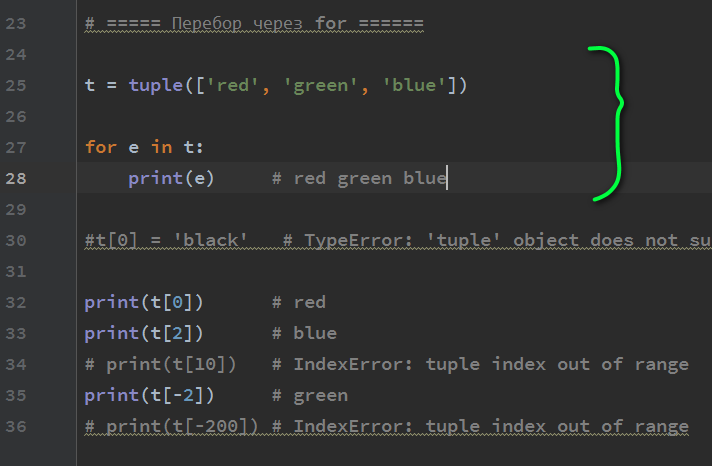 23 # ===== Перебор через for ======
24
25 t = tuple(['red', 'green', 'blue'])
26
27 for e in t:
28     print(e)     # red green blue
29
30 #t[0] = 'black'   # TypeError: 'tuple' object does not su
31
32 print(t[0])      # red
33 print(t[2])      # blue
34 # print(t[10])   # IndexError: tuple index out of range
35 print(t[-2])     # green
36 # print(t[-200]) # IndexError: tuple index out of range